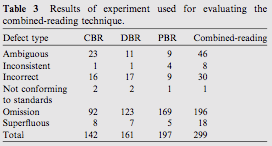 Table 3 Results of experiment used for evaluating the
combined-reading technique.
Defect type CBR DBR PBR Combined-reading
Ambiguous 23 11 9 46
Inconsistent 1 1 4 8
Incorrect 16 17 9 30
Not conforming 2 2 1 1
to standards
Omission 92 123 169 196
Superfluous 8 7 5 18
Total 142 161 197 299